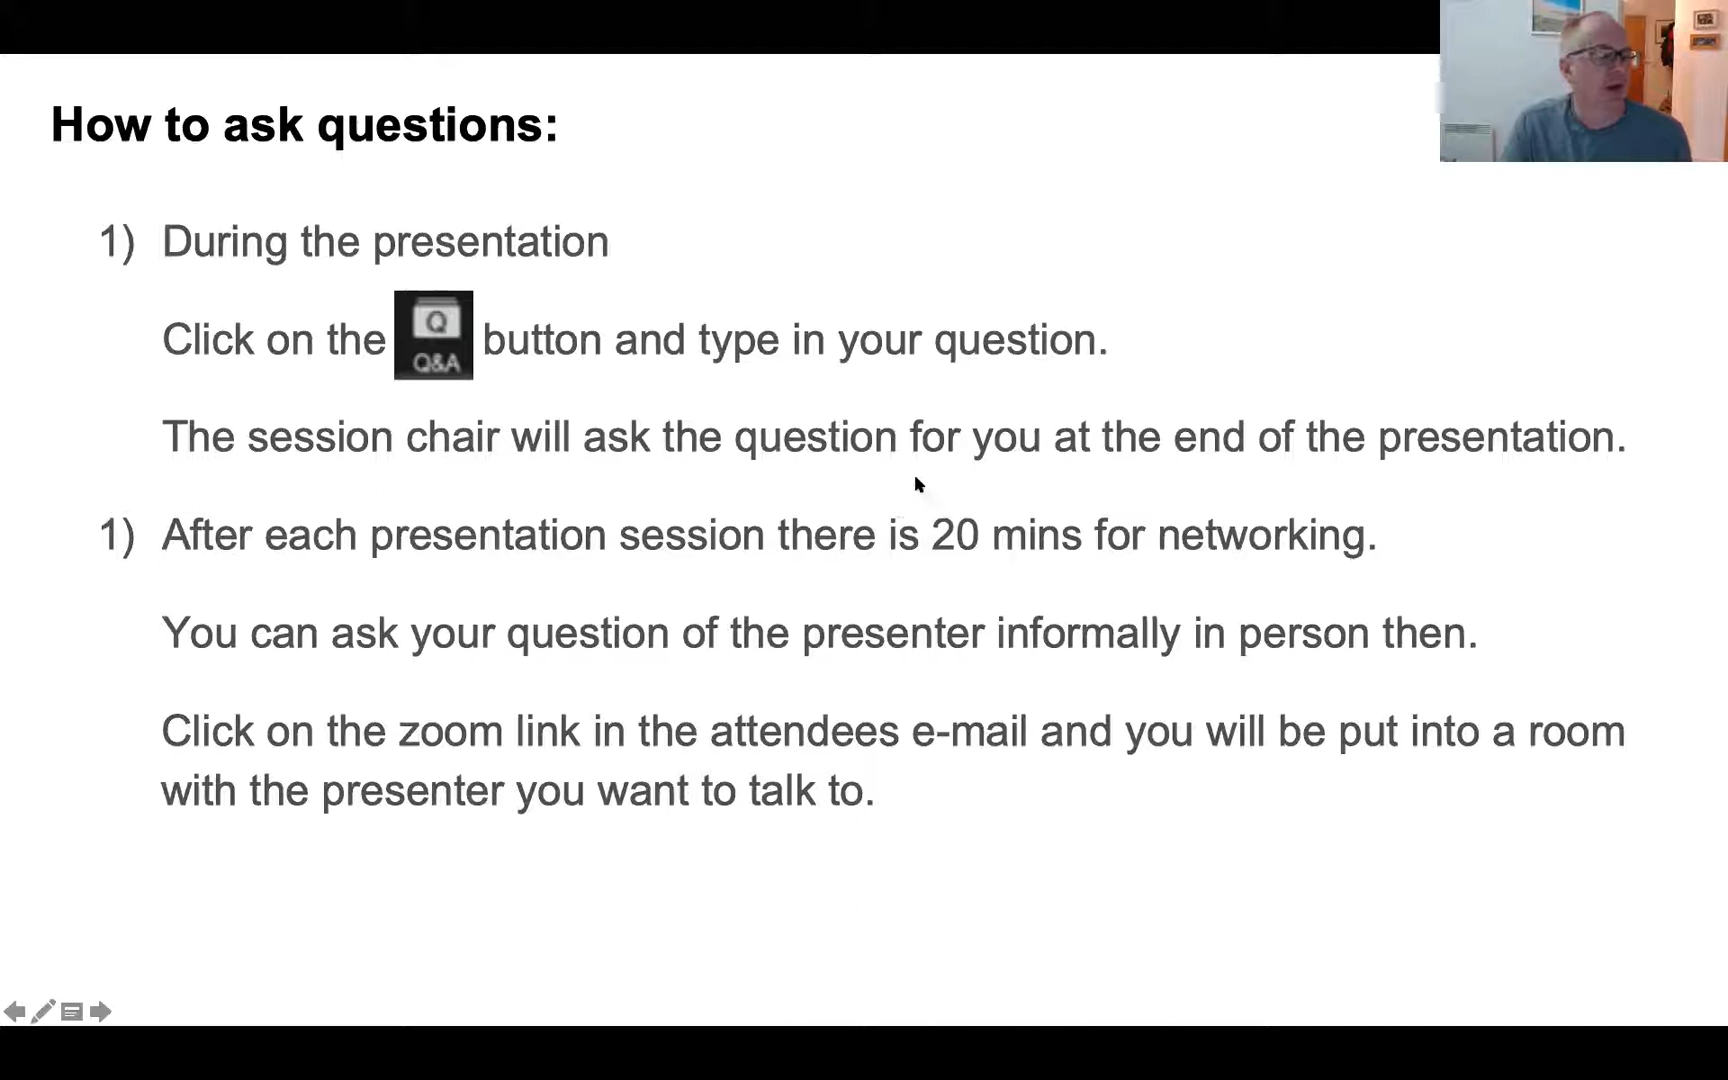 How to ask questions:
1) During the presentation
Click on the Q Q&A button and type in your question.
The session chair will ask the question for you at the end of the presentation.
1) After each presentation session there is 20 mins for networking.
You can ask your question of the presenter informally in person then.
Click on the zoom link in the attendees e-mail and you will be put into a room
with the presenter you want to talk to.